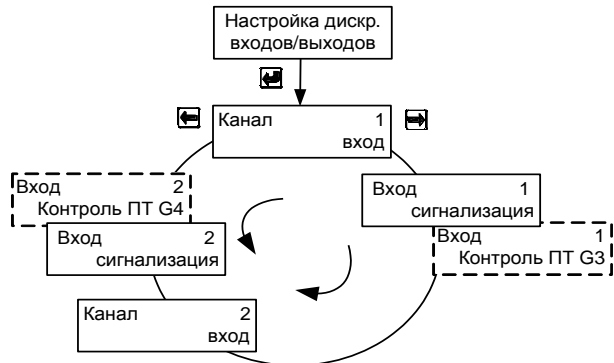 Настройка дискр.
входов/выходов
Канал 1
вход
Вход 2
Контроль ПТ G4
Вход 1
сигнализация
Вход 2
сигнализация
Вход 1
Контроль ПТ G3
Канал 2
вход